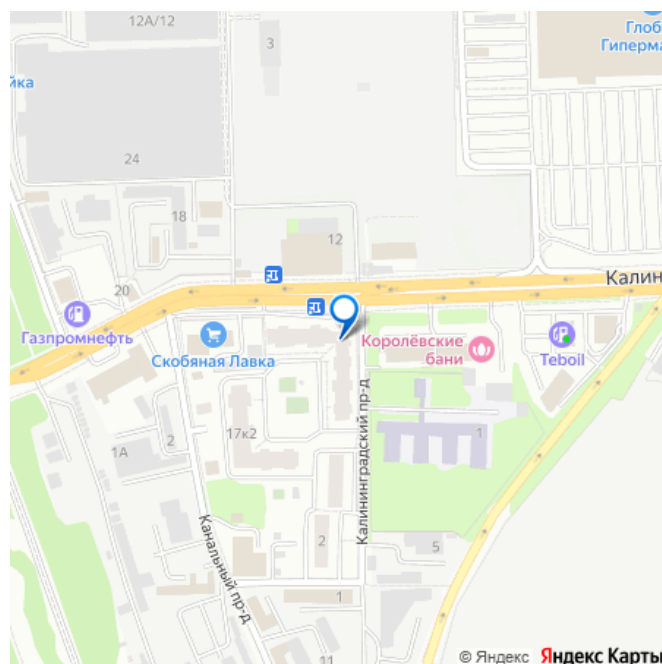 12А/12
3
Глоб
Гиперма
йка
24
18
12
20
Калин
Газпромнефть
Скобяная Лавка
Королёвские
бани
Teboil
17к2
2
1А
1
Калининградский пр-д
Канальный пр-д
2
5
1
11
© Яндекс Яндекс Карты